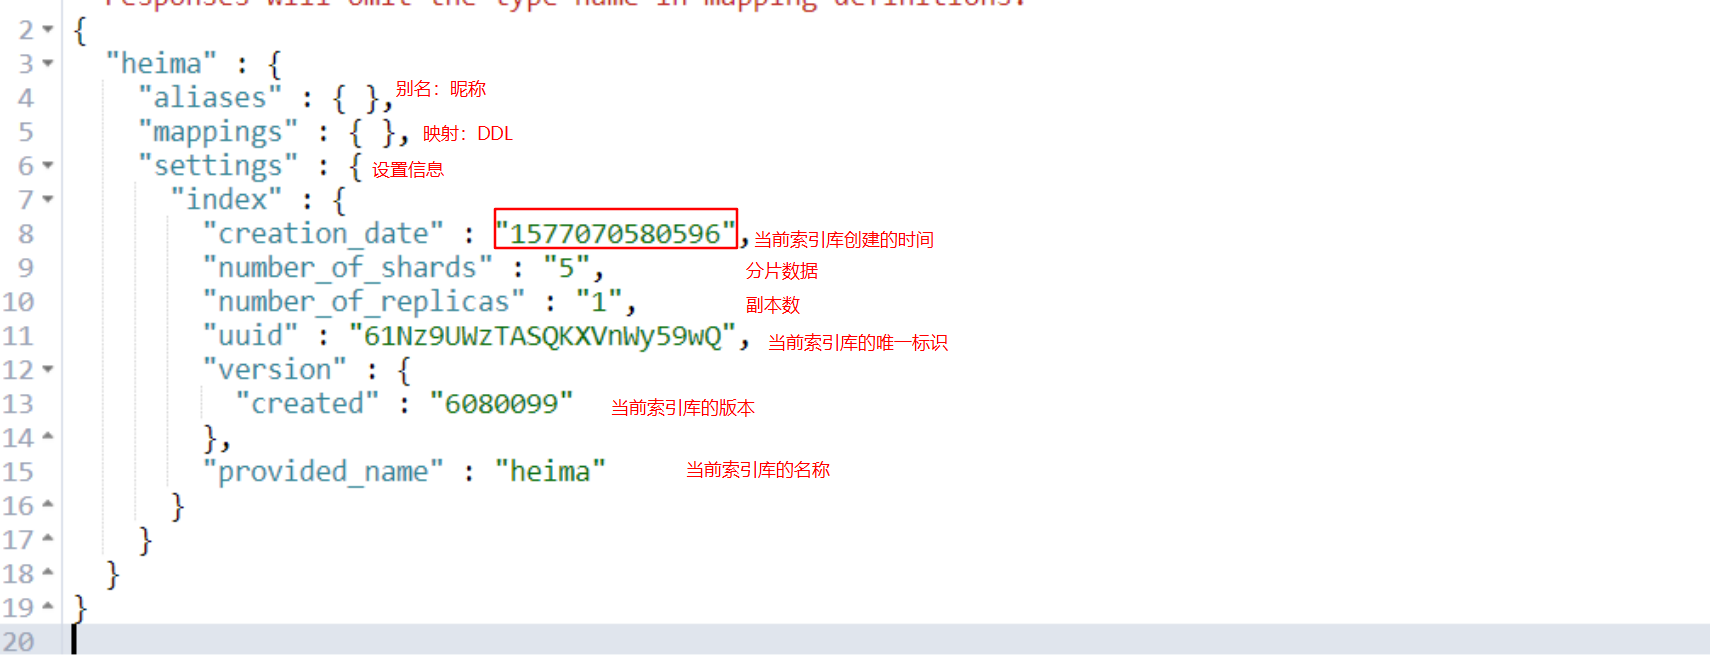 responses will omit the type name in mapping definitions.
2 {
3 "heima" : {
4 "aliases" : { }, 别名：昵称
5 "mappings" : { }, 映射：DDL
6 "settings" : { 设置信息
7 "index" : {
8 "creation_date" : "1577070580596", 当前索引库创建的时间
9 "number_of_shards" : "5", 分片数据
10 "number_of_replicas" : "1", 副本数
11 "uuid" : "61Nz9UWzTASQKXVnWy59wQ", 当前索引库的唯一标识
12 "version" : {
13 "created" : "6080099" 当前索引库的版本
14 },
15 "provided_name" : "heima" 当前索引库的名称
16 }
17 }
18 }
19 }
20